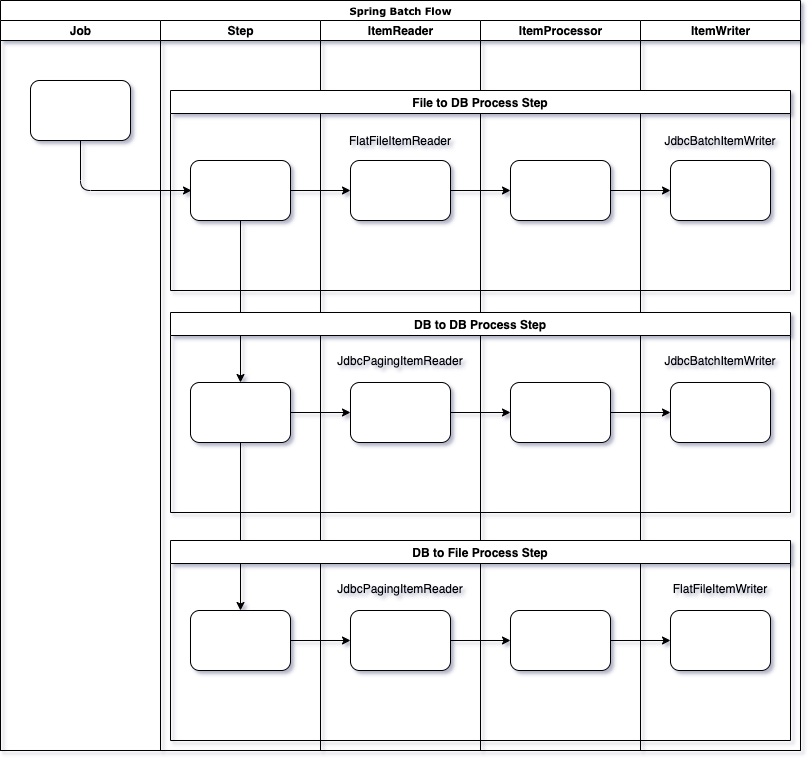 Spring Batch Flow
Job
Step
ItemReader
ItemProcessor
ItemWriter
File to DB Process Step
FlatFileItemReader
JdbcBatchItemWriter
DB to DB Process Step
JdbcPagingItemReader
JdbcBatchItemWriter
DB to File Process Step
JdbcPagingItemReader
FlatFileItemWriter